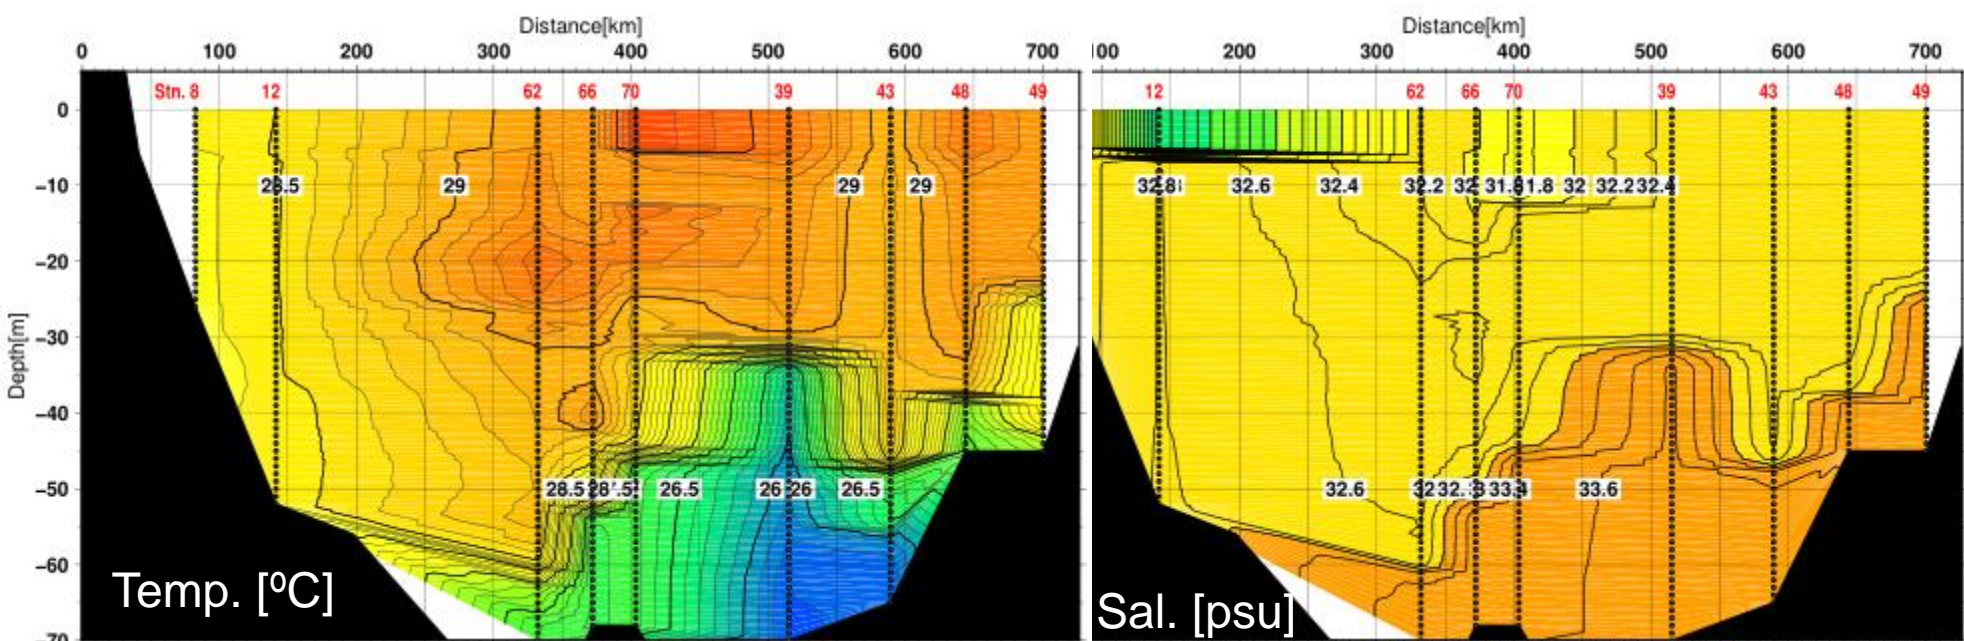 Distance[km]
0 100 200 300 400 500 600 700
Stn. 8 12 62 66 70 39 43 48 49
0
-10
-20
-30
-40
-50
-60
-70
Depth[m]
28.5 29 29 29
28.5 26.5 26 26 26.5
Temp. [ºC]
Distance[km]
200 300 400 500 600 700
12 62 66 70 39 43 48 49
32.6 32.4 32.2 32 32 32.2 32.4
32.6 33.6
Sal. [psu]